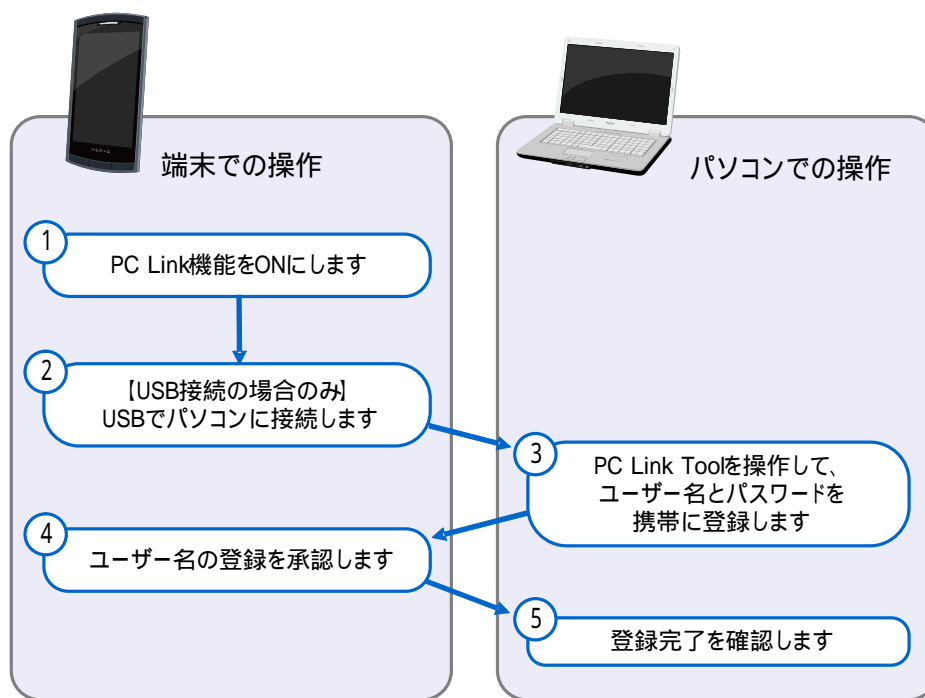 MEDIAS
端末での操作
パソコンでの操作
1
PC Link機能をONにします
2
【USB接続の場合のみ】
USBでパソコンに接続します
3
PC Link Toolを操作して、
ユーザー名とパスワードを
携帯に登録します
4
ユーザー名の登録を承認します
5
登録完了を確認します